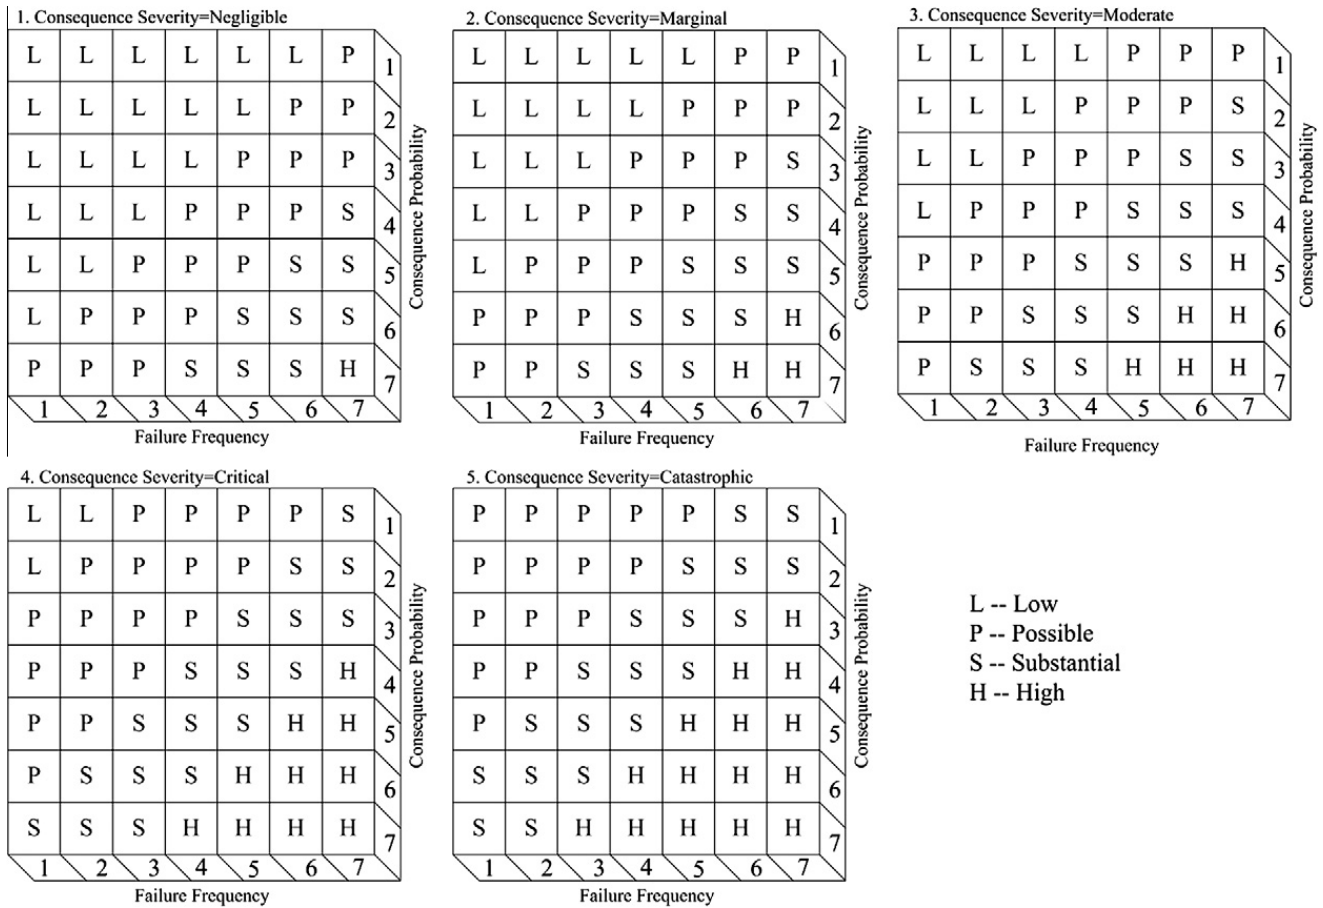 1. Consequence Severity=Negligible
L L L L L L P 1
L L L L L P P 2
L L L L P P P 3
L L L P P P S 4
L L P P P S S 5
L P P P S S S 6
P P P S S S H 7
1 2 3 4 5 6 7
Failure Frequency
Consequence Probability
2. Consequence Severity=Marginal
L L L L L P P 1
L L L L P P P 2
L L L P P P S 3
L L P P P S S 4
L P P P S S S 5
P P P S S S H 6
P P S S S H H 7
1 2 3 4 5 6 7
Failure Frequency
Consequence Probability
3. Consequence Severity=Moderate
L L L L P P P 1
L L L P P P S 2
L L P P P S S 3
L P P P S S S 4
P P P S S S H 5
P P S S S H H 6
P S S S H H H 7
1 2 3 4 5 6 7
Failure Frequency
Consequence Probability
4. Consequence Severity=Critical
L L P P P P S 1
L P P P P S S 2
P P P P S S S 3
P P P S S S H 4
P P S S S H H 5
P S S S H H H 6
S S S H H H H 7
1 2 3 4 5 6 7
Failure Frequency
Consequence Probability
5. Consequence Severity=Catastrophic
P P P P P S S 1
P P P P S S S 2
P P P S S S H 3
P P S S S H H 4
P S S S H H H 5
S S S H H H H 6
S S H H H H H 7
1 2 3 4 5 6 7
Failure Frequency
Consequence Probability
L -- Low
P -- Possible
S -- Substantial
H -- High